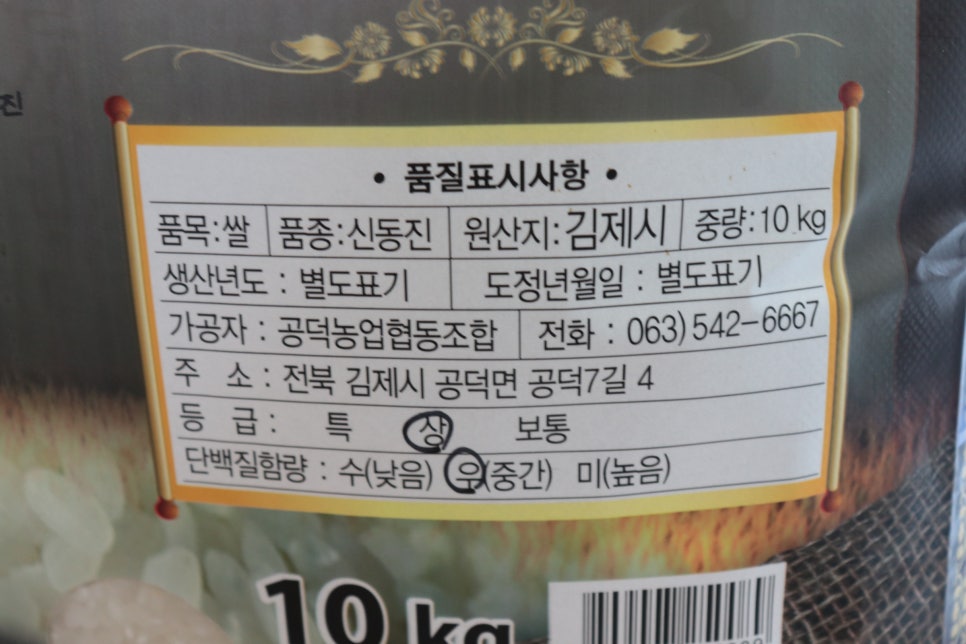 진
• 품질표시사항 •
품목:쌀 품종:신동진 원산지:김제시 중량:10 kg
생산년도 : 별도표기 도정년월일 : 별도표기
가공자 : 공덕농업협동조합 전화 : 063) 542-6667
주 소 : 전북 김제시 공덕면 공덕7길 4
등 급 : 특 상 보통
단백질함량 : 수(낮음) 우(중간) 미(높음)
10 kg